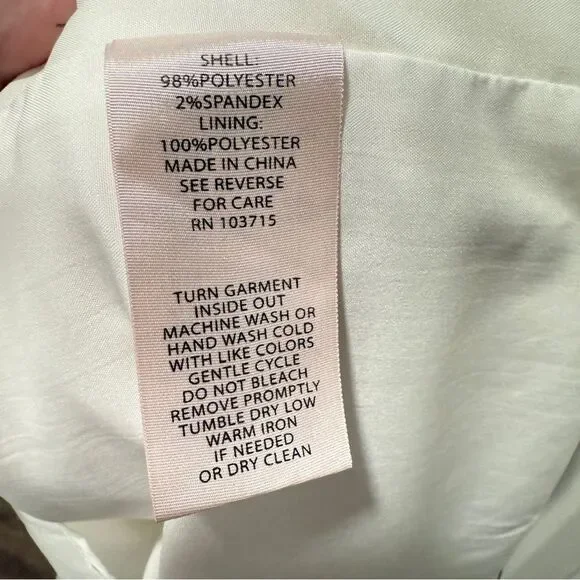 SHELL:
98%POLYESTER
2%SPANDEX
LINING:
100%POLYESTER
MADE IN CHINA
SEE REVERSE
FOR CARE
RN 103715
TURN GARMENT
INSIDE OUT
MACHINE WASH OR
HAND WASH COLD
WITH LIKE COLORS
GENTLE CYCLE
DO NOT BLEACH
REMOVE PROMPTLY
TUMBLE DRY LOW
WARM IRON
IF NEEDED
OR DRY CLEAN